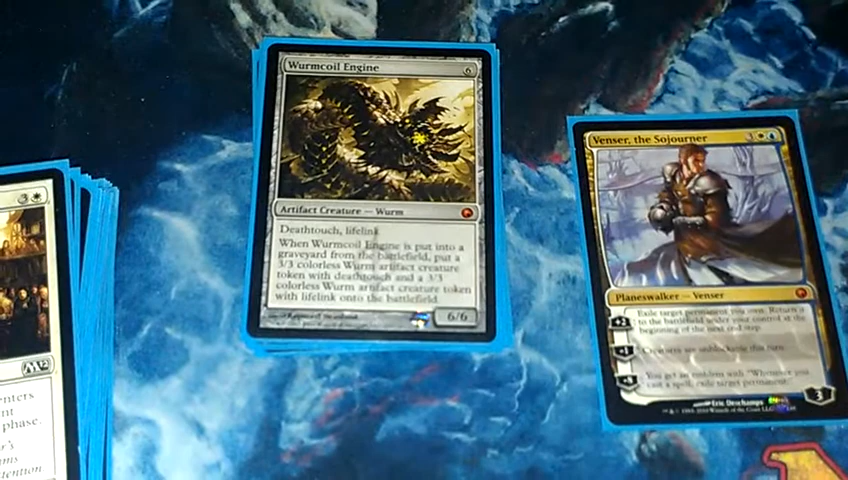 Wurmcoil Engine
6
Artifact Creature — Wurm
Deathtouch, lifelink
When Wurmcoil Engine is put into a
graveyard from the battlefield, put a
3/3 colorless Wurm artifact creature
token with deathtouch and a 3/3
colorless Wurm artifact creature token
with lifelink onto the battlefield.
6/6
Venser, the Sojourner
3
Planeswalker — Venser
Exile target permanent you own. Return it
to the battlefield under your control at the
beginning of the next end step.
+2
Creatures are unblockable this turn.
-1
You get an emblem with "Whenever you
cast a spell, exile target permanent."
-8
Eric Deschamps
3
3
M12
enters
phase.